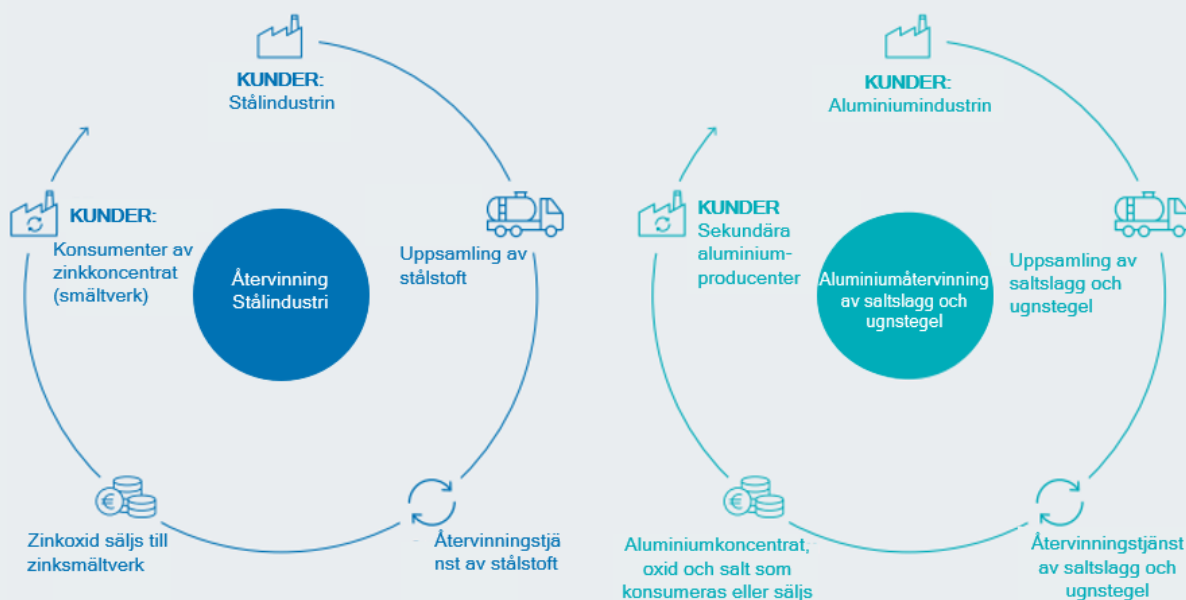 KUNDER:
Stålindustrin
Uppsamling av
stålstoft
Återvinningstjä
nst av stålstoft
Zinkoxid säljs till
zinksmältverk
KUNDER:
Konsumenter av
zinkkoncentrat
(smältverk)
Återvinning
Stålindustri
KUNDER:
Aluminiumindustrin
Uppsamling av
saltslagg och
ugnstegel
Återvinningstjänst
av saltslagg och
ugnstegel
Aluminiumkoncentrat,
oxid och salt som
konsumeras eller säljs
KUNDER
Sekundära
aluminium-
producenter
Aluminiumåtervinning
av saltslagg och
ugnstegel